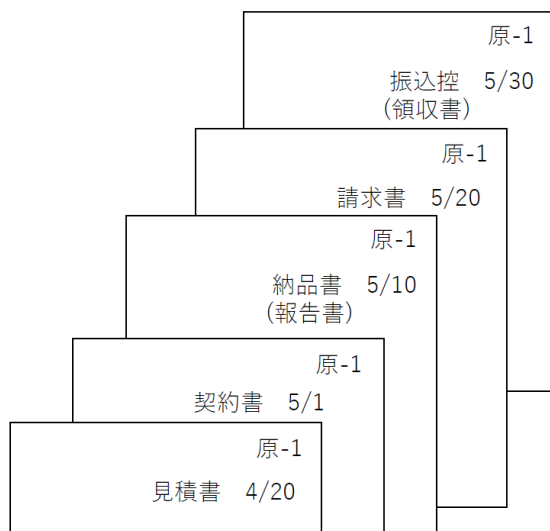 原-1
振込控 5/30
(領収書)
原-1
請求書 5/20
原-1
納品書 5/10
(報告書)
原-1
契約書 5/1
原-1
見積書 4/20